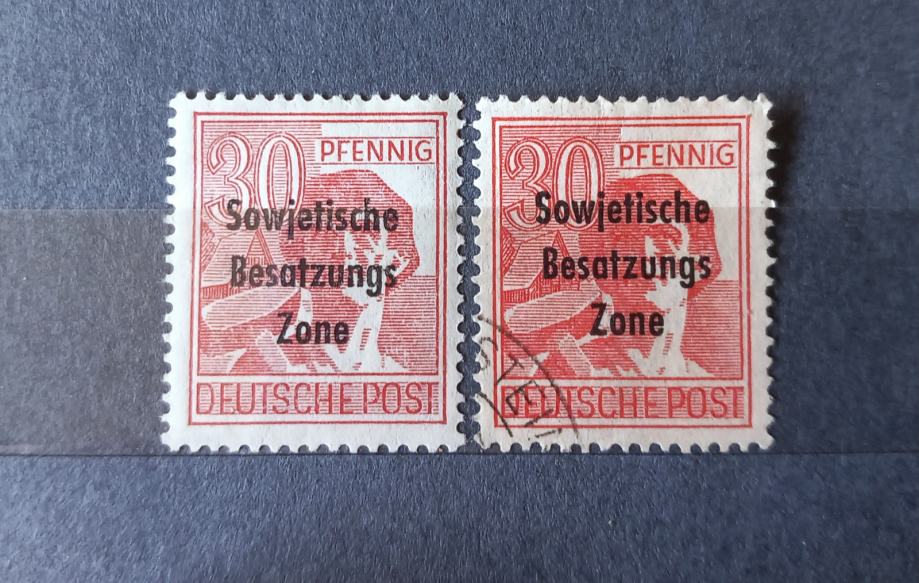 30 PFENNIG
Sowjetische
Besatzungs
Zone
DEUTSCHE POST
30 PFENNIG
Sowjetische
Besatzungs
Zone
DEUTSCHE POST